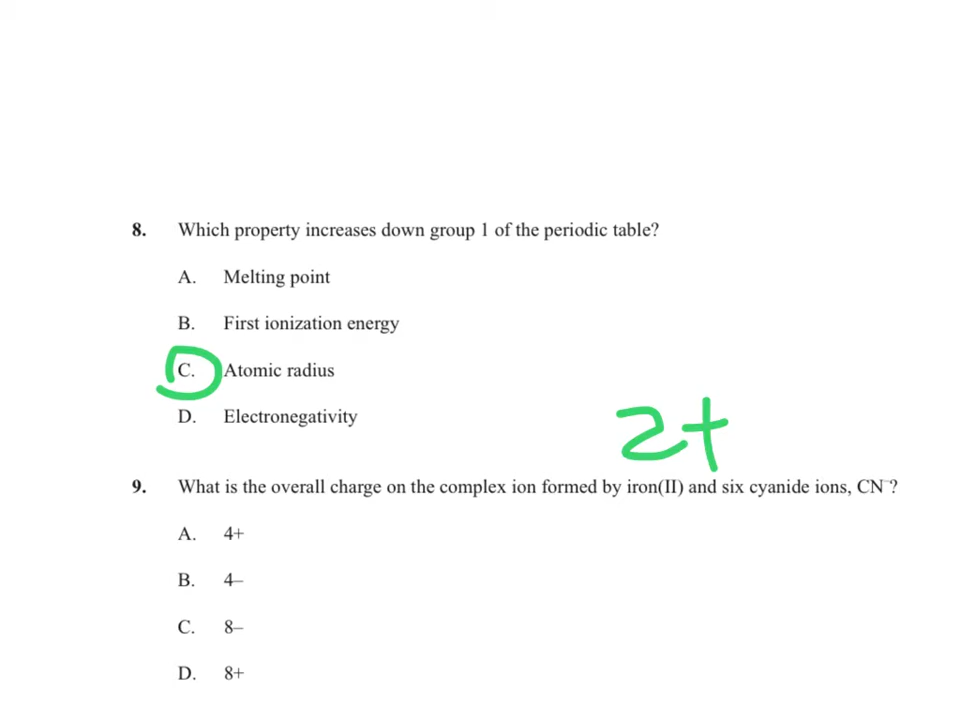 8. Which property increases down group 1 of the periodic table?
A. Melting point
B. First ionization energy
C. Atomic radius
D. Electronegativity
2+
9. What is the overall charge on the complex ion formed by iron(II) and six cyanide ions, CN⁻?
A. 4+
B. 4–
C. 8–
D. 8+